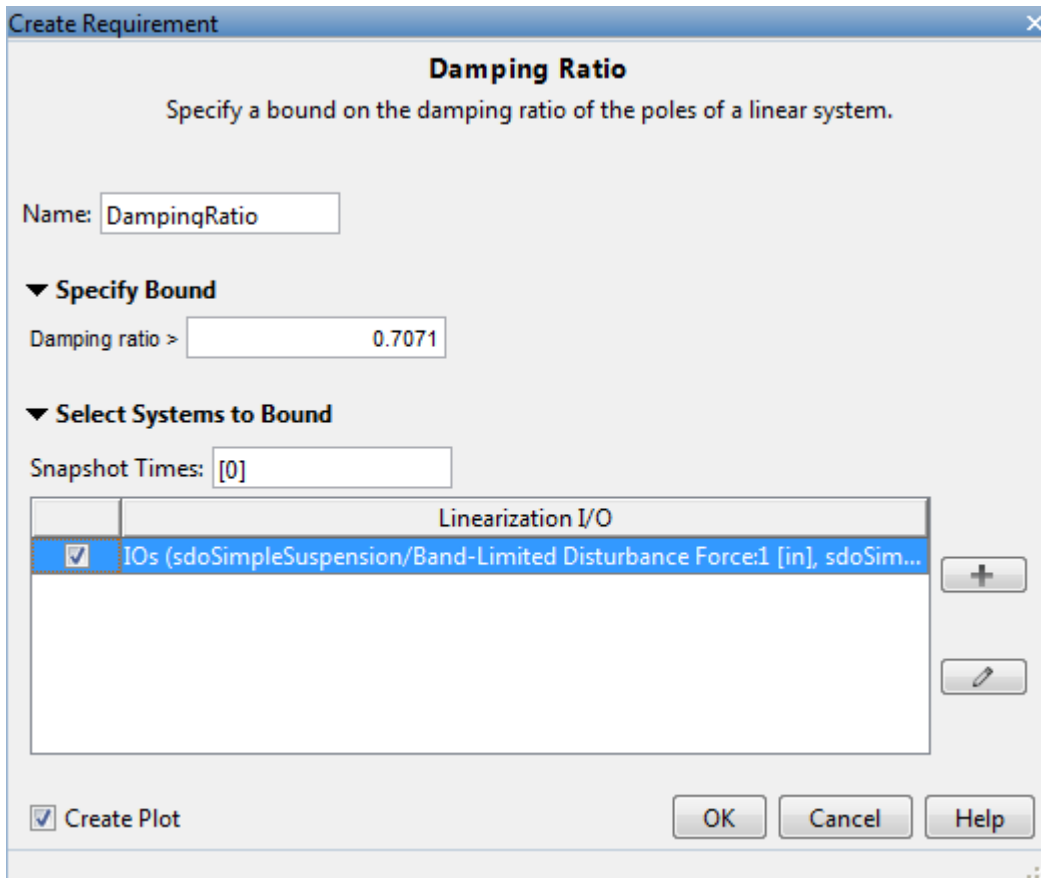 Create Requirement
Damping Ratio
Specify a bound on the damping ratio of the poles of a linear system.
Name: DampingRatio
Specify Bound
Damping ratio > 0.7071
Select Systems to Bound
Snapshot Times: [0]
Linearization I/O
IOs (sdoSimpleSuspension/Band-Limited Disturbance Force:1 [in], sdoSim...
Create Plot OK Cancel Help